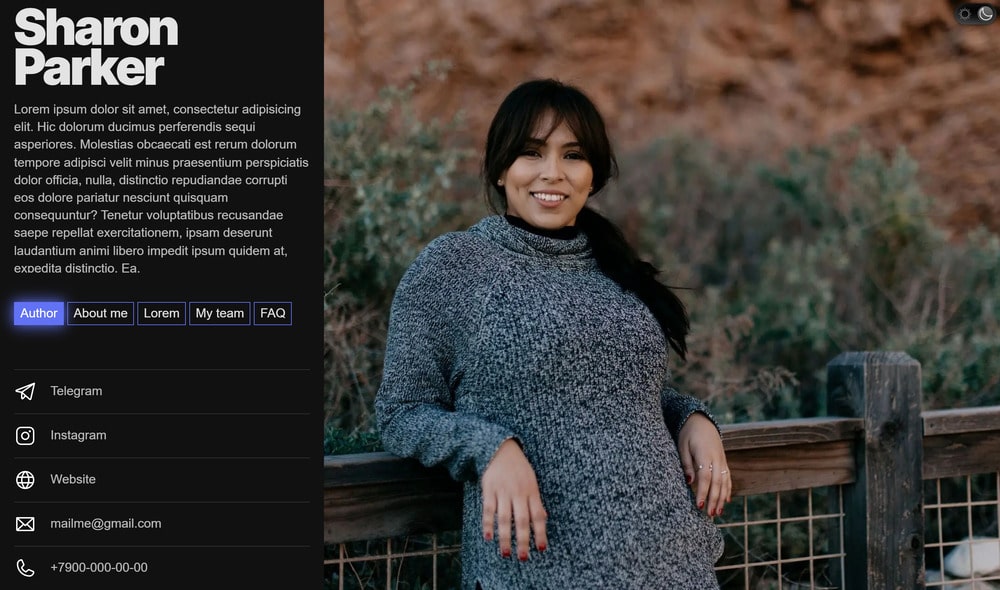 Sharon
Parker
Lorem ipsum dolor sit amet, consectetur adipisicing
elit. Hic dolorum ducimus perferendis sequi
asperiores. Molestias obcaecati est rerum dolorum
tempore adipisci velit minus praesentium perspiciatis
dolor officia, nulla, distinctio repudiandae corrupti
eos dolore pariatur nesciunt quisquam
consequuntur? Tenetur voluptatibus recusandae
saepe repellat exercitationem, ipsam deserunt
laudantium animi libero impedit ipsum quidem at,
expedita distinctio. Ea.
Author About me Lorem My team FAQ
Telegram
Instagram
Website
mailme@gmail.com
+7900-000-00-00